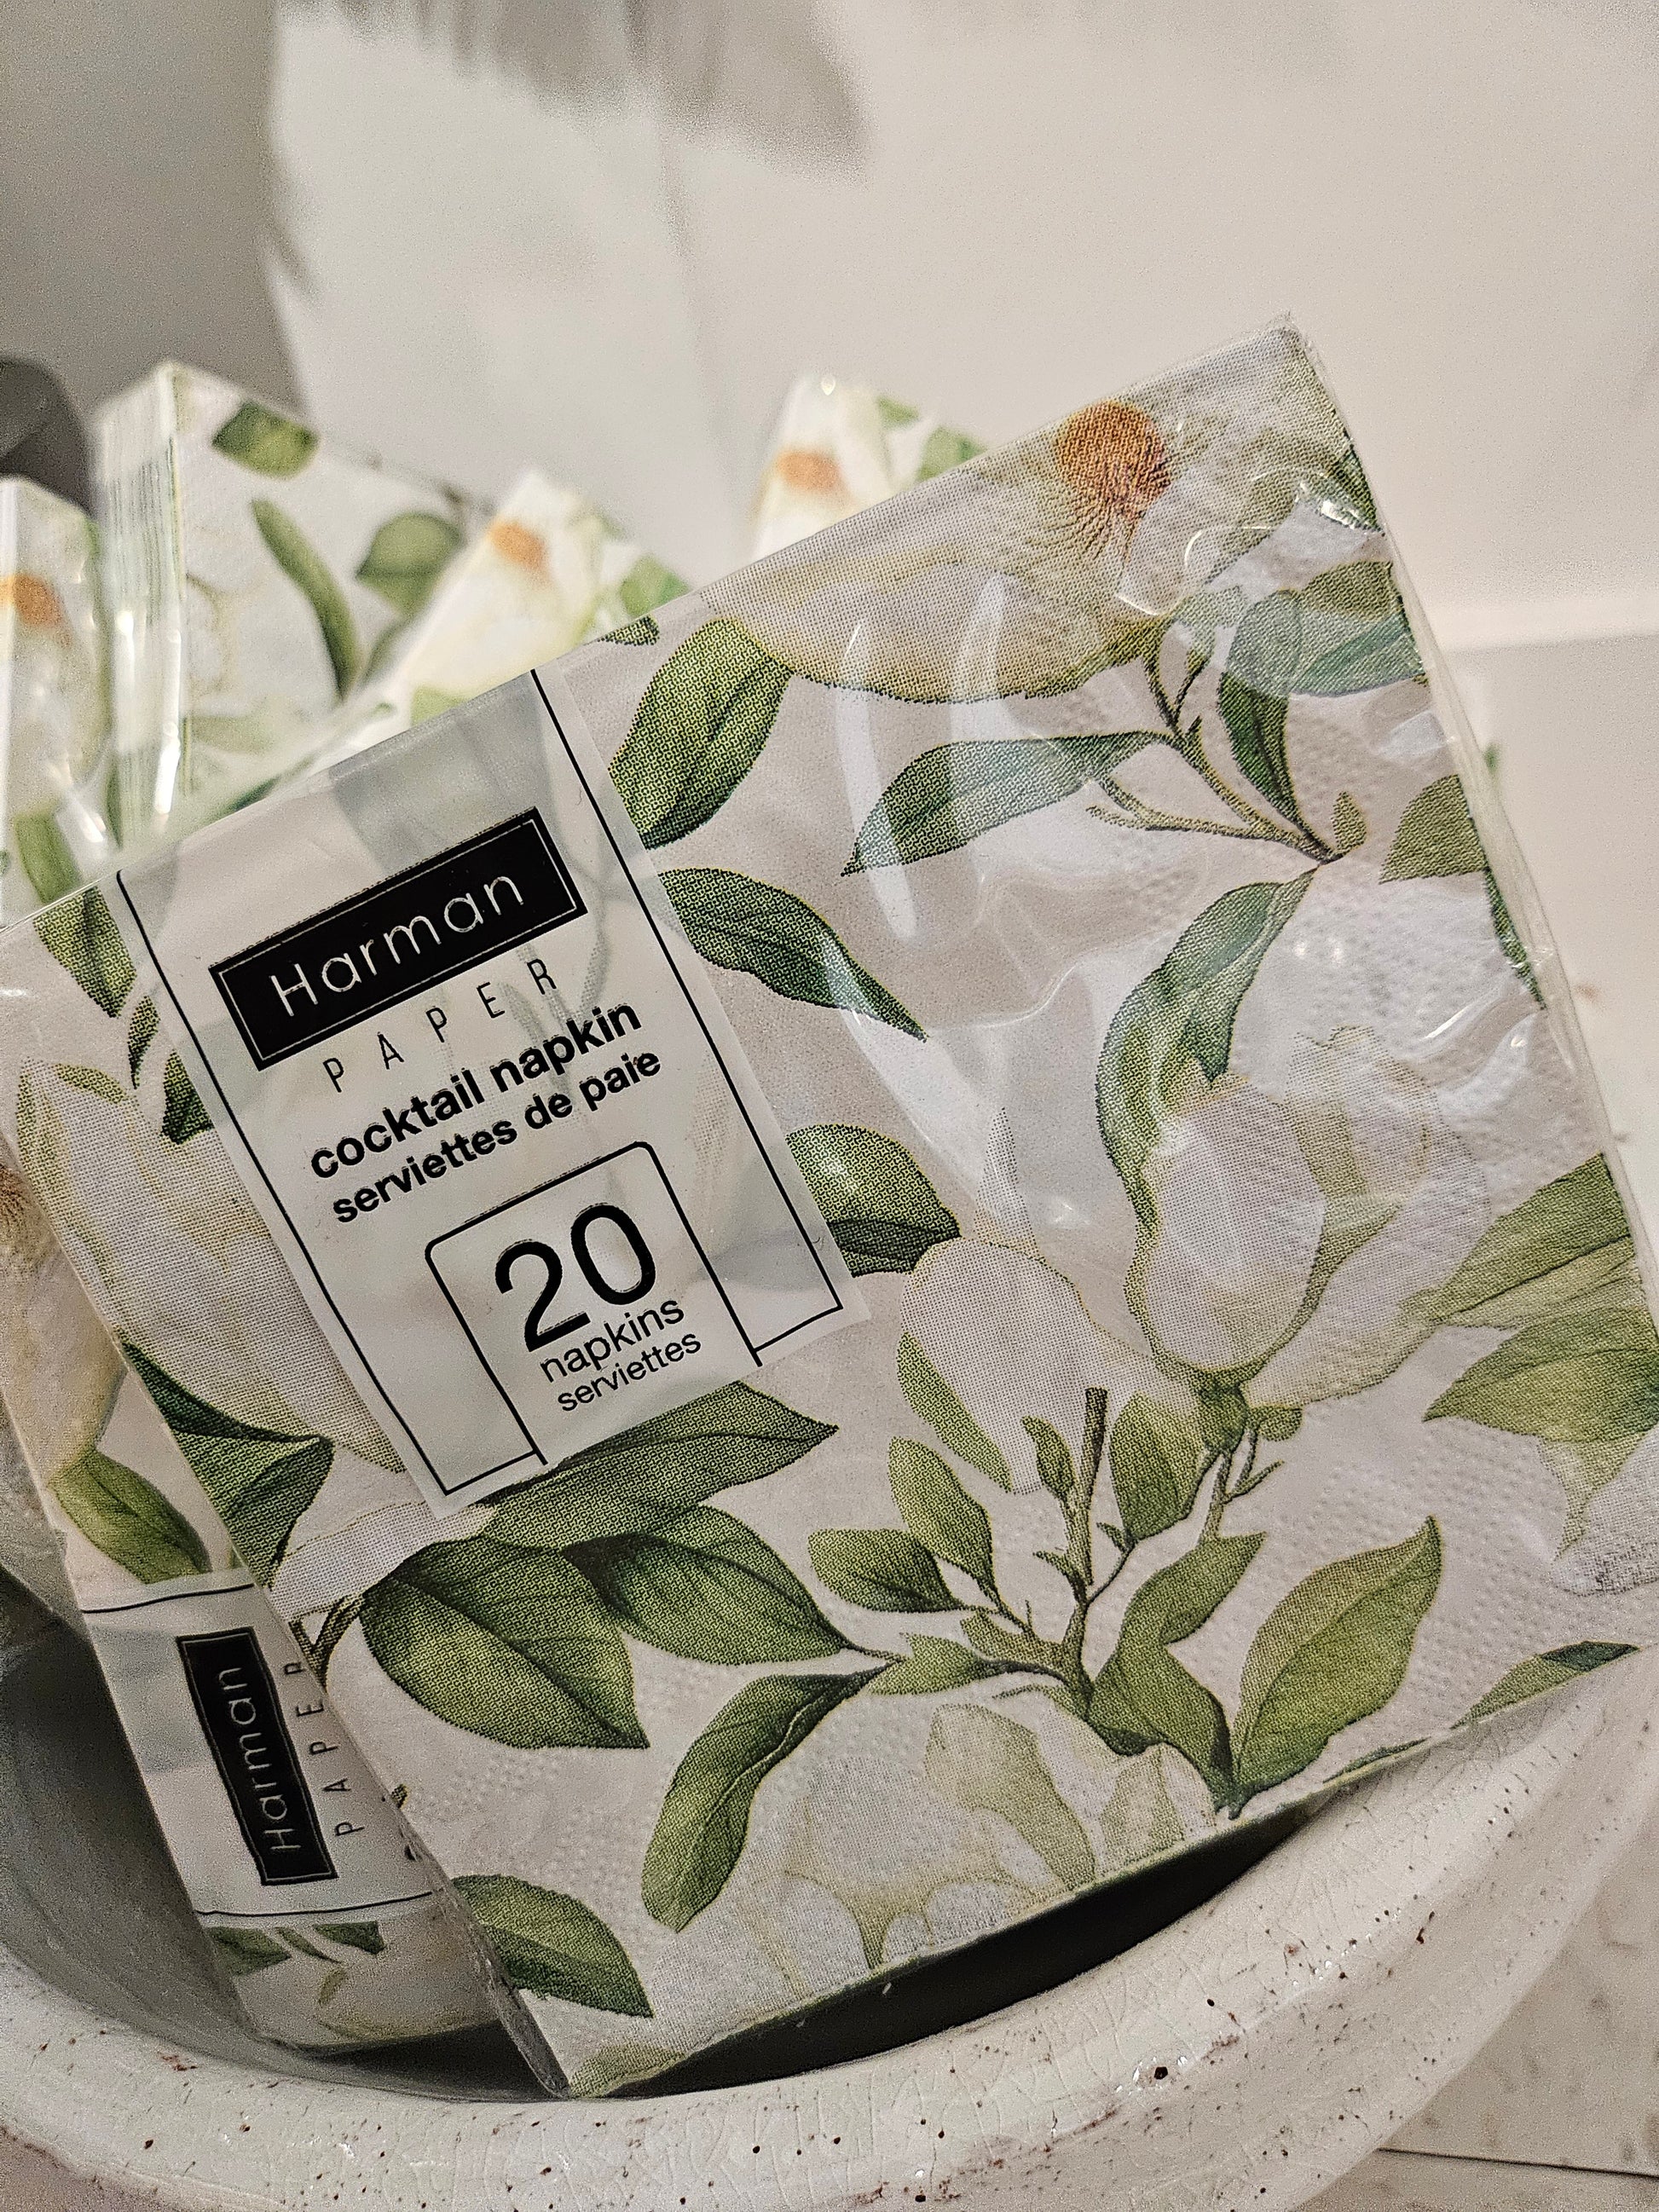 Harman
PAPER
cocktail napkin
serviettes de paie
20
napkins
serviettes
Harman
PAPER